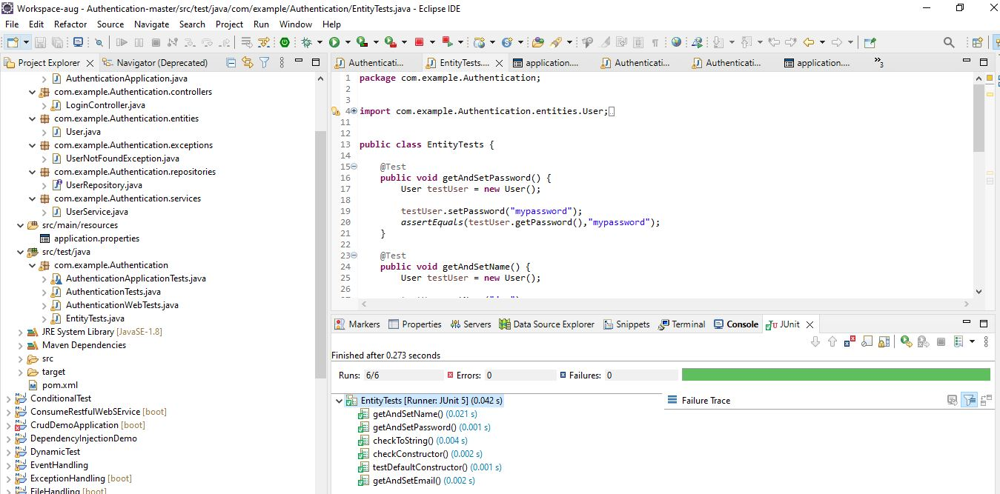 Workspace-aug - Authentication-master/src/test/java/com/example/Authentication/EntityTests.java - Eclipse IDE
File Edit Refactor Source Navigate Search Project Run Window Help
Project Explorer Navigator (Deprecated)
AuthenticationApplication.java
com.example.Authentication.controllers
LoginController.java
com.example.Authentication.entities
User.java
com.example.Authentication.exceptions
UserNotFoundException.java
com.example.Authentication.repositories
UserRepository.java
com.example.Authentication.services
UserService.java
src/main/resources
application.properties
src/test/java
com.example.Authentication
AuthenticationApplicationTests.java
AuthenticationTests.java
AuthenticationWebTests.java
EntityTests.java
JRE System Library [JavaSE-1.8]
Maven Dependencies
src
target
pom.xml
ConditionalTest
ConsumeRestfulWebSErvice [boot]
CrudDemoApplication [boot]
DependencyInjectionDemo
DynamicTest
EventHandling
ExceptionHandling [boot]
FileHandling [boot]
Authenticati... EntityTests.... application.... Authenticati... Authenticati... application.... »3
1 package com.example.Authentication;
2
3
4 import com.example.Authentication.entities.User;
11
12
13 public class EntityTests {
14
15 @Test
16 public void getAndSetPassword() {
17 User testUser = new User();
18
19 testUser.setPassword("mypassword");
20 assertEquals(testUser.getPassword(),"mypassword");
21 }
22
23 @Test
24 public void getAndSetName() {
25 User testUser = new User();
26
Markers Properties Servers Data Source Explorer Snippets Terminal Console JUnit
Finished after 0.273 seconds
Runs: 6/6 Errors: 0 Failures: 0
EntityTests [Runner: JUnit 5] (0.042 s)
getAndSetName() (0.021 s)
getAndSetPassword() (0.001 s)
checkToString() (0.004 s)
checkConstructor() (0.002 s)
testDefaultConstructor() (0.001 s)
getAndSetEmail() (0.002 s)
Failure Trace